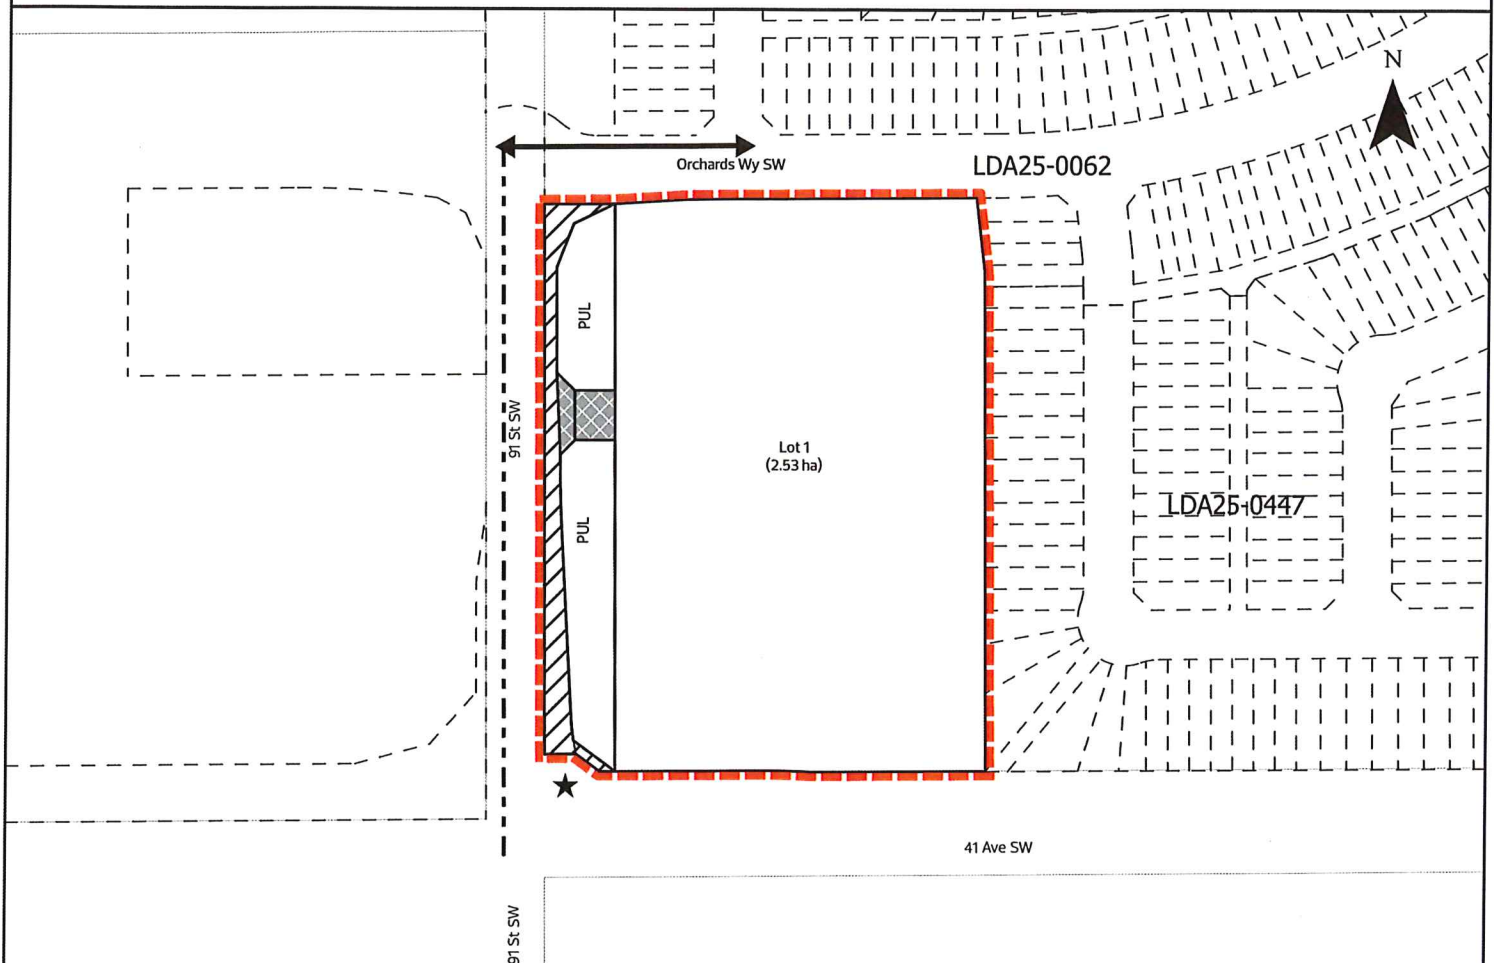 N
Orchards Wy SW
LDA25-0062
PUL
91 St SW
Lot 1
(2.53 ha)
LDA25-0447
PUL
41 Ave SW
91 St SW